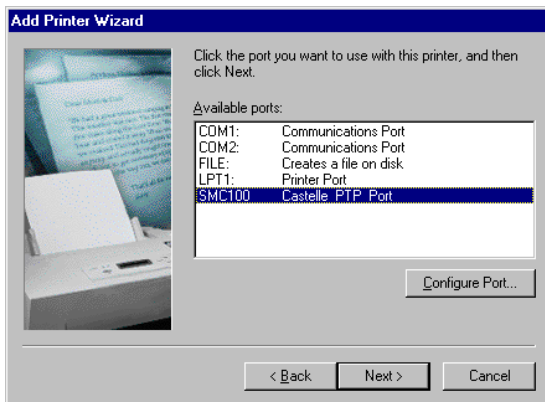 Add Printer Wizard
Click the port you want to use with this printer, and then
click Next.
Available ports:
COM1: Communications Port
COM2: Communications Port
FILE: Creates a file on disk
LPT1: Printer Port
SMC100 Castelle PTP Port
Configure Port...
< Back
Next >
Cancel